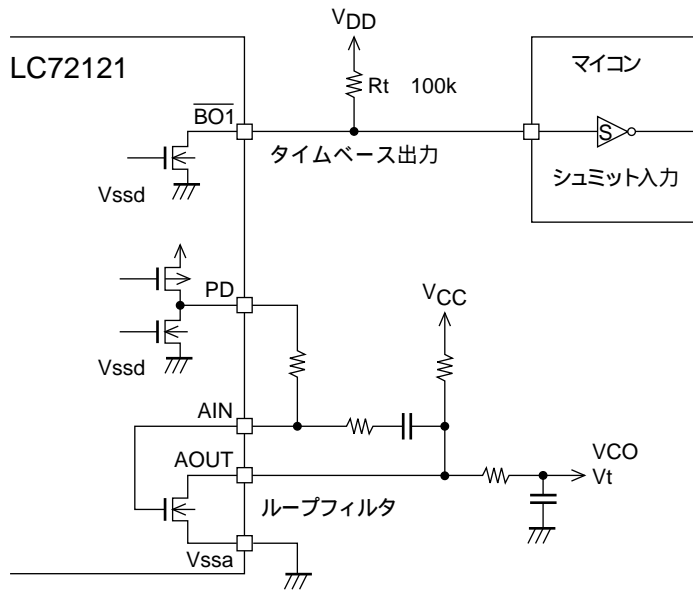 VDD
LC72121
マイコン
Rt 100k
BO1
S
タイムベース出力
シュミット入力
Vssd
PD
VCC
Vssd
AIN
AOUT
VCO
Vt
ループフィルタ
Vssa